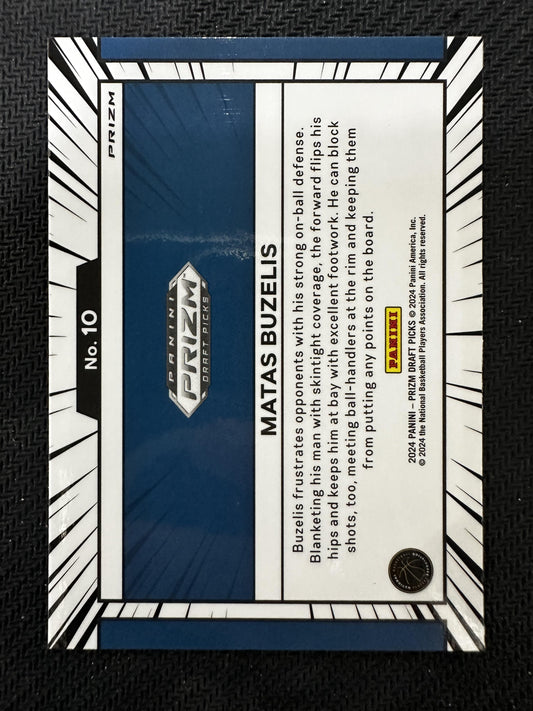 No. 10
PRIZM
PANINI
PRIZM
DRAFT PICKS
MATAS BUZELIS
Buzelis frustrates opponents with his strong on-ball defense.
Blanketing his man with skintight coverage, the forward flips his
hips and keeps him at bay with excellent footwork. He can block
shots, too, meeting ball-handlers at the rim and keeping them
from putting any points on the board.
PANINI
2024 PANINI – PRIZM DRAFT PICKS © 2024 Panini America, Inc.
© 2024 the National Basketball Players Association. All rights reserved.